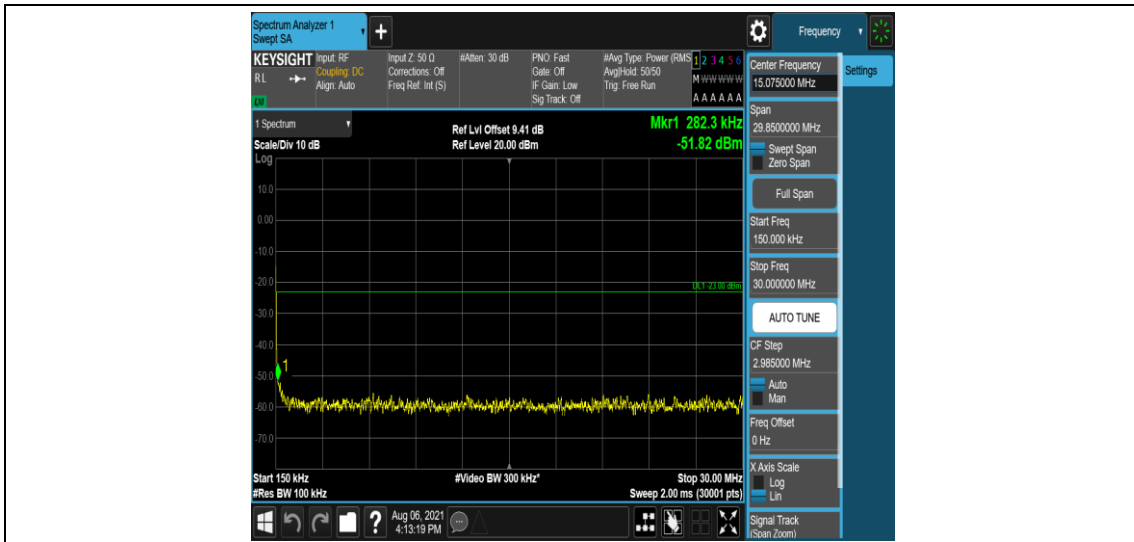 Spectrum Analyzer 1
Swept SA
+
Frequency
KEYSIGHT
RL
LM
Input: RF
Coupling: DC
Align: Auto
Input Z: 50 Ω
Corrections: Off
Freq Ref: Int (S)
#Atten: 30 dB
PNO: Fast
Gate: Off
IF Gain: Low
Sig Track: Off
#Avg Type: Power (RMS
Avg|Hold: 50/50
Trig: Free Run
1 2 3 4 5 6
M W W W W W
A A A A A A
Settings
1 Spectrum
Scale/Div 10 dB
Log
Ref Lvl Offset 9.41 dB
Ref Level 20.00 dBm
Mkr1 282.3 kHz
-51.82 dBm
10.0
0.00
-10.0
-20.0
-30.0
-40.0
-50.0
-60.0
-70.0
DL1 -23.00 dBm
1
Start 150 kHz
#Res BW 100 kHz
#Video BW 300 kHz*
Stop 30.00 MHz
Sweep 2.00 ms (30001 pts)
Center Frequency
15.075000 MHz
Span
29.8500000 MHz
Swept Span
Zero Span
Full Span
Start Freq
150.000 kHz
Stop Freq
30.000000 MHz
AUTO TUNE
CF Step
2.985000 MHz
Auto
Man
Freq Offset
0 Hz
X Axis Scale
Log
Lin
Signal Track
(Span Zoom)
?
Aug 06, 2021
4:13:19 PM